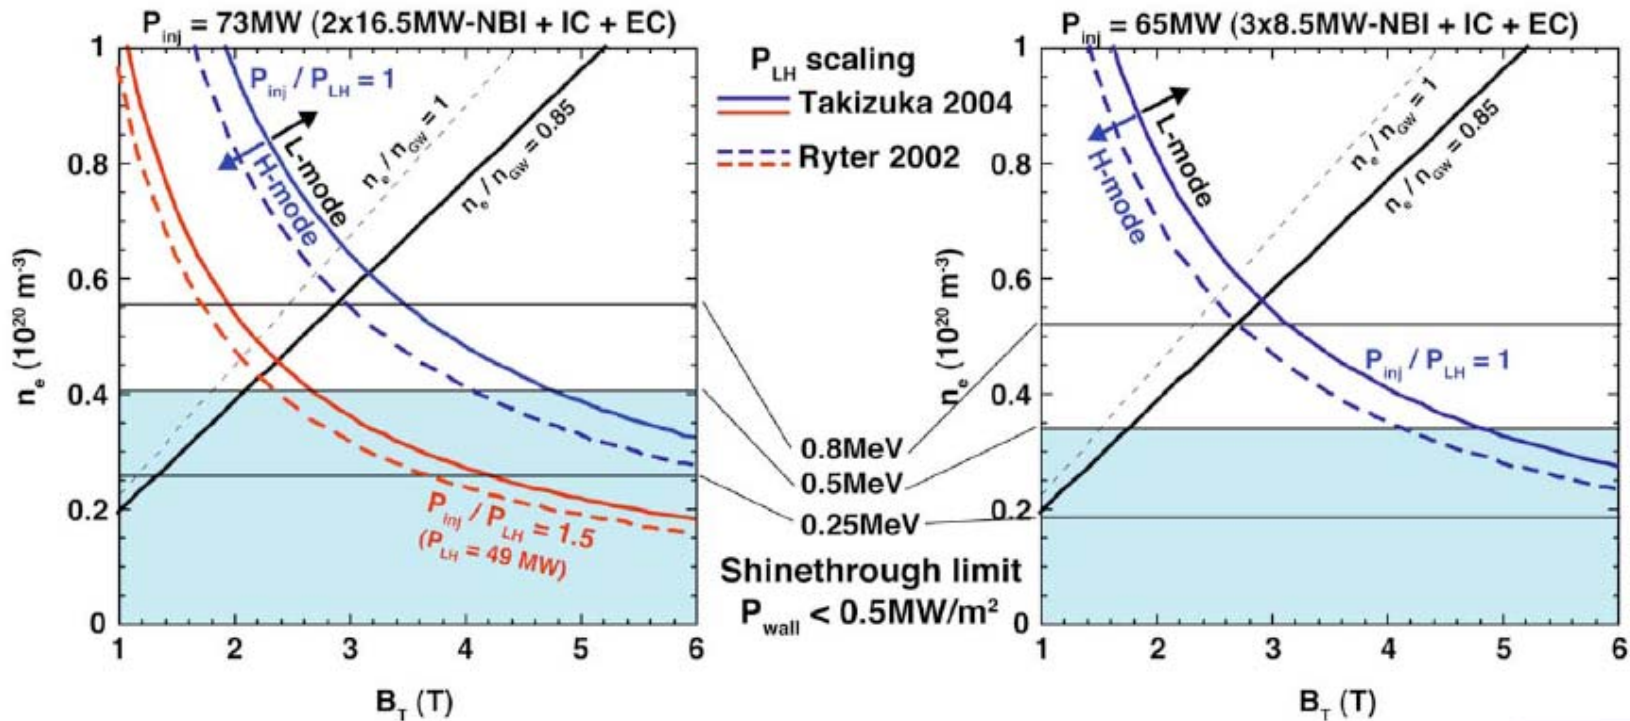 P_inj = 73MW (2x16.5MW-NBI + IC + EC)
P_inj / P_LH = 1
L-mode
H-mode
n_e / n_GW = 1
n_e / n_GW = 0.85
P_inj / P_LH = 1.5
(P_LH = 49 MW)
n_e (10^20 m^-3)
1
0.8
0.6
0.4
0.2
0
1 2 3 4 5 6
B_T (T)
P_LH scaling
Takizuka 2004
Ryter 2002
0.8MeV
0.5MeV
0.25MeV
Shinethrough limit
P_wall < 0.5MW/m²
P_inj = 65MW (3x8.5MW-NBI + IC + EC)
L-mode
H-mode
n_e / n_GW = 1
n_e / n_GW = 0.85
P_inj / P_LH = 1
n_e (10^20 m^-3)
1
0.8
0.6
0.4
0.2
0
1 2 3 4 5 6
B_T (T)